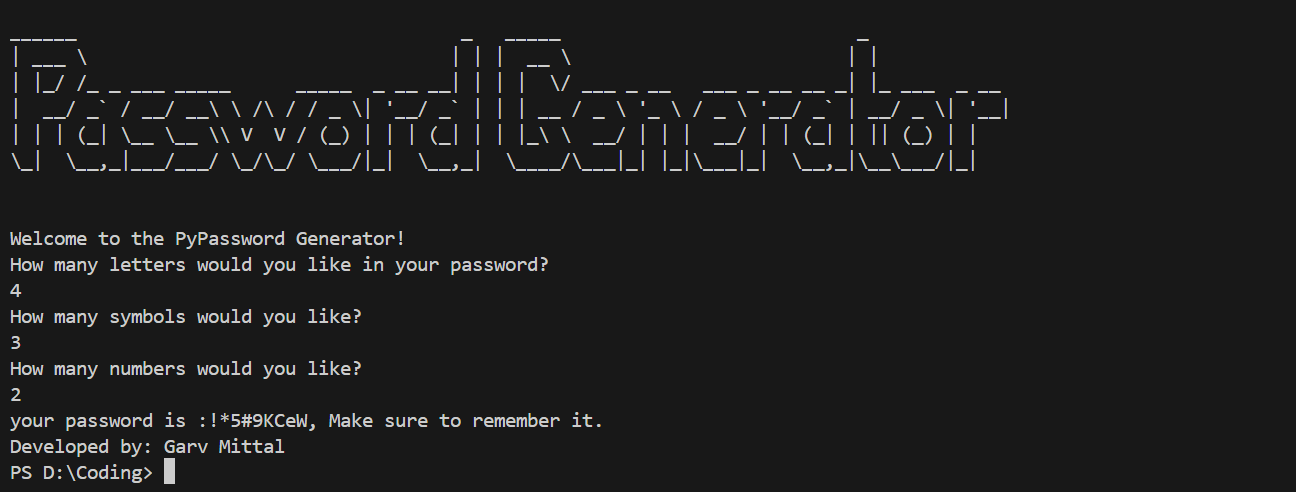 Password Generator
Welcome to the PyPassword Generator!
How many letters would you like in your password?
4
How many symbols would you like?
3
How many numbers would you like?
2
your password is :!*5#9KCeW, Make sure to remember it.
Developed by: Garv Mittal
PS D:\Coding>